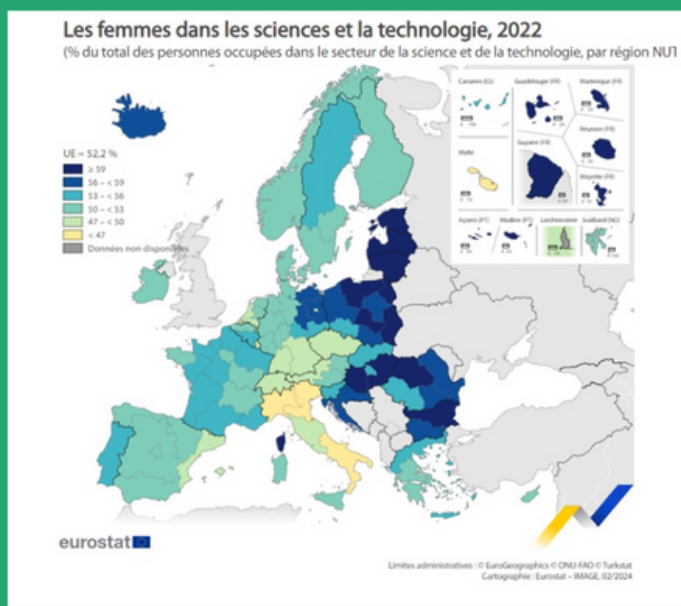 Les femmes dans les sciences et la technologie, 2022
(% du total des personnes occupées dans le secteur de la science et de la technologie, par région NUT
UE = 52,2 %
≥ 59
56 – < 59
53 – < 56
50 – < 53
47 – < 50
< 47
Données non disponibles
Canaries (ES)
Guadeloupe (FR)
Martinique (FR)
Guyane (FR)
Réunion (FR)
Malte
Mayotte (FR)
Açores (PT)
Madère (PT)
Liechtenstein
Svalbard (NO)
eurostat
Limites administratives : © EuroGeographics © ONU-FAO © Turkstat
Cartographie : Eurostat – IMAGE, 02/2024